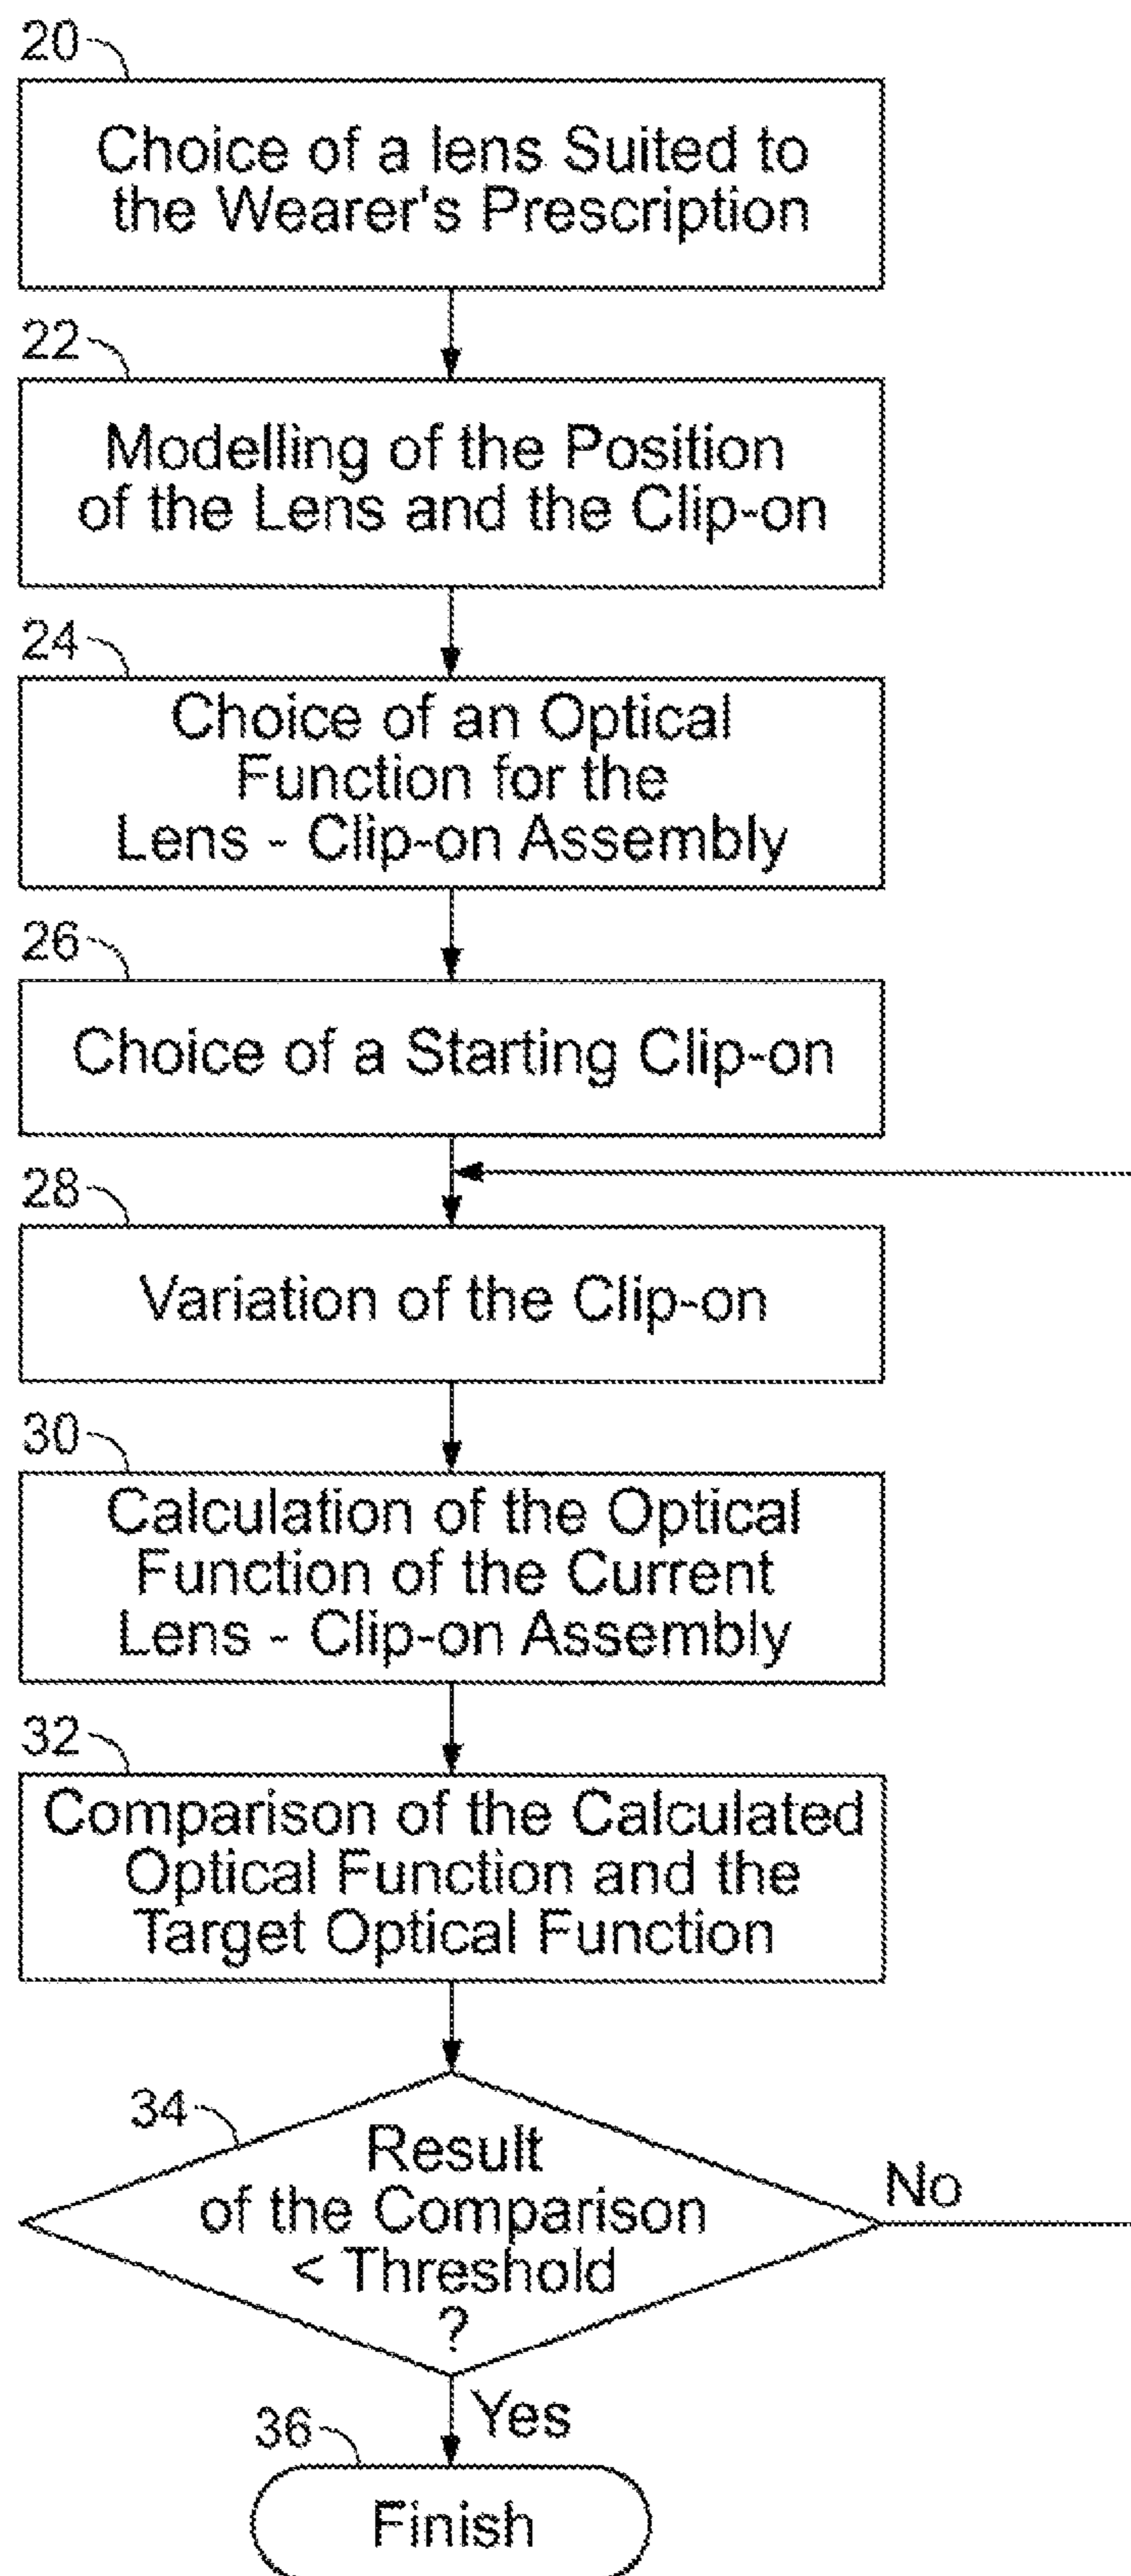 20
Choice of a lens Suited to
the Wearer's Prescription
22
Modelling of the Position
of the Lens and the Clip-on
24
Choice of an Optical
Function for the
Lens - Clip-on Assembly
26
Choice of a Starting Clip-on
28
Variation of the Clip-on
30
Calculation of the Optical
Function of the Current
Lens - Clip-on Assembly
32
Comparison of the Calculated
Optical Function and the
Target Optical Function
34
Result
of the Comparison
< Threshold
?
No
Yes
36
Finish